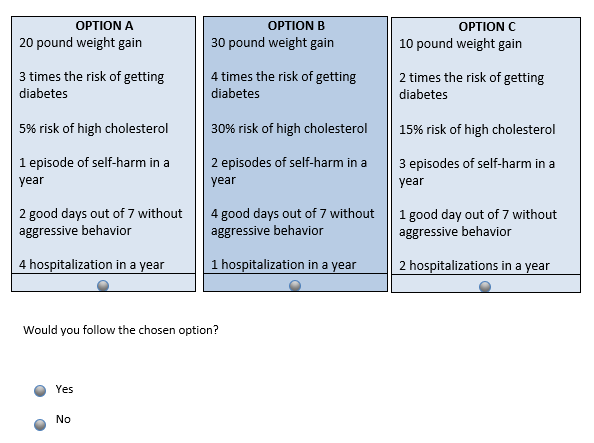 OPTION A
20 pound weight gain
3 times the risk of getting
diabetes
5% risk of high cholesterol
1 episode of self-harm in a
year
2 good days out of 7 without
aggressive behavior
4 hospitalization in a year
OPTION B
30 pound weight gain
4 times the risk of getting
diabetes
30% risk of high cholesterol
2 episodes of self-harm in a
year
4 good days out of 7 without
aggressive behavior
1 hospitalization in a year
OPTION C
10 pound weight gain
2 times the risk of getting
diabetes
15% risk of high cholesterol
3 episodes of self-harm in a
year
1 good day out of 7 without
aggressive behavior
2 hospitalizations in a year
Would you follow the chosen option?
Yes
No